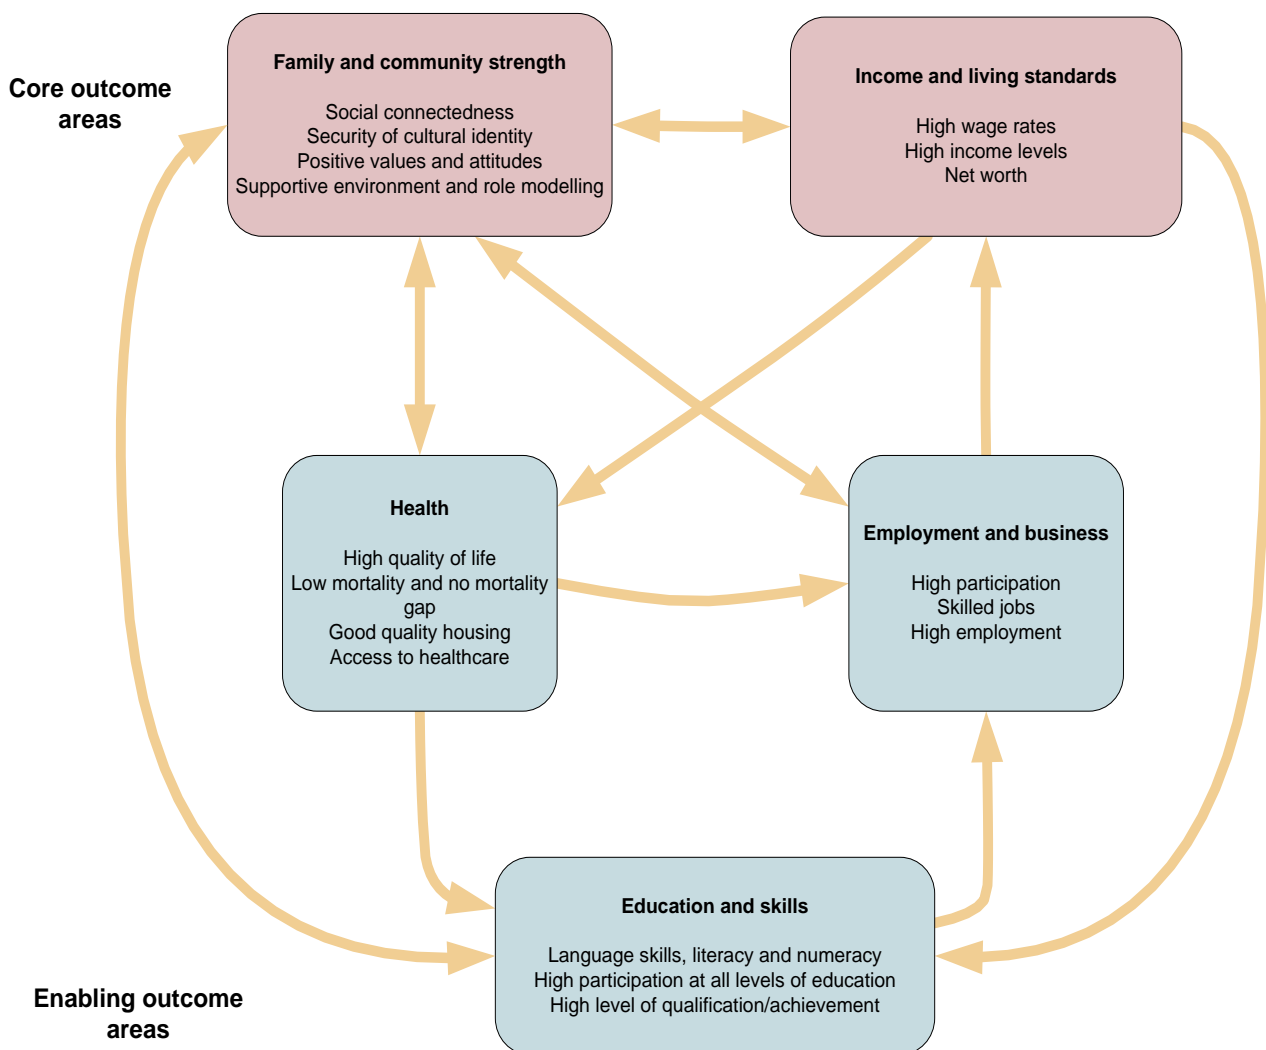 Core outcome
areas
Family and community strength
Social connectedness
Security of cultural identity
Positive values and attitudes
Supportive environment and role modelling
Income and living standards
High wage rates
High income levels
Net worth
Health
High quality of life
Low mortality and no mortality
gap
Good quality housing
Access to healthcare
Employment and business
High participation
Skilled jobs
High employment
Education and skills
Language skills, literacy and numeracy
High participation at all levels of education
High level of qualification/achievement
Enabling outcome
areas